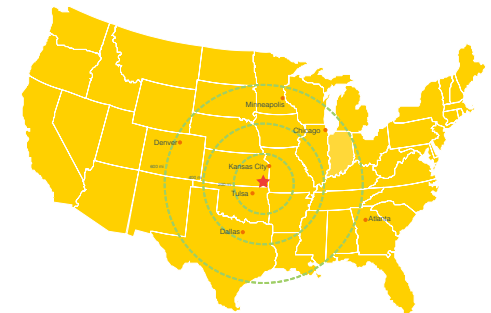 Minneapolis
Chicago
Denver
Kansas City
Tulsa
Atlanta
Dallas